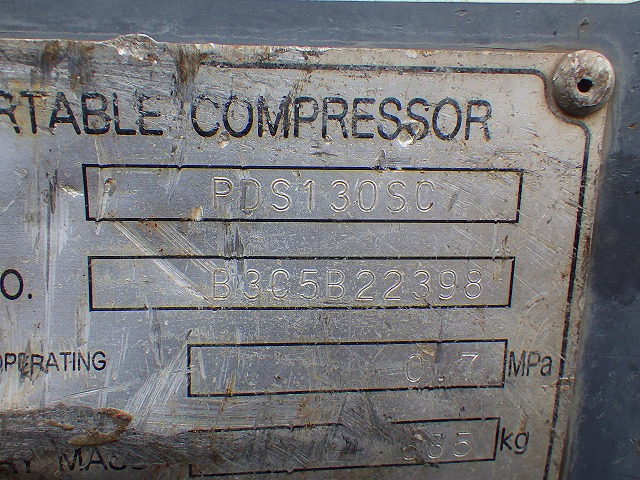 RTABLE COMPRESSOR
PDS130SC
O. B3C5B22398
OPERATING 0.7 MPa
kg